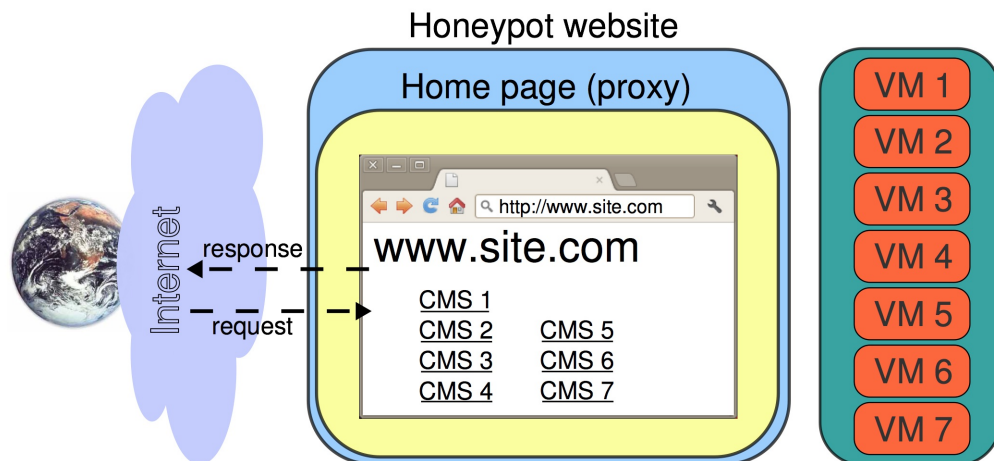 Honeypot website
Home page (proxy)
http://www.site.com
www.site.com
CMS 1
CMS 2
CMS 3
CMS 4
CMS 5
CMS 6
CMS 7
Internet
response
request
VM 1
VM 2
VM 3
VM 4
VM 5
VM 6
VM 7